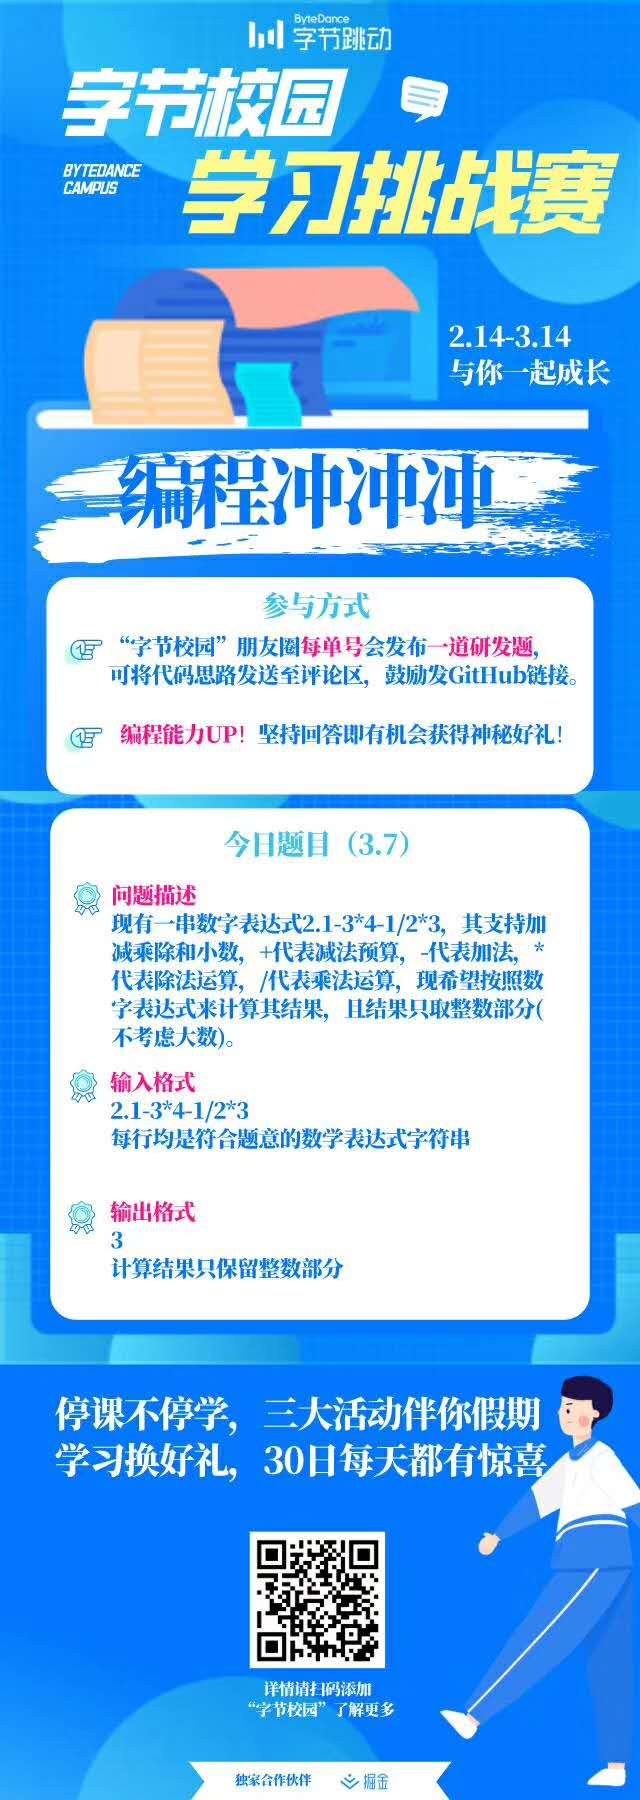 ByteDance
字节跳动
字节校园
BYTEDANCE
CAMPUS
学习挑战赛
2.14-3.14
与你一起成长
编程冲冲冲
参与方式
“字节校园”朋友圈每单号会发布一道研发题，
可将代码思路发送至评论区，鼓励发GitHub链接。
编程能力UP！坚持回答即有机会获得神秘好礼！
今日题目（3.7）
问题描述
现有一串数字表达式2.1-3*4-1/2*3，其支持加
减乘除和小数，+代表减法预算，-代表加法，*
代表除法运算，/代表乘法运算，现希望按照数
字表达式来计算其结果，且结果只取整数部分(
不考虑大数)。
输入格式
2.1-3*4-1/2*3
每行均是符合题意的数学表达式字符串
输出格式
3
计算结果只保留整数部分
停课不停学，三大活动伴你假期
学习换好礼，30日每天都有惊喜
详情请扫码添加
“字节校园”了解更多
独家合作伙伴 掘金